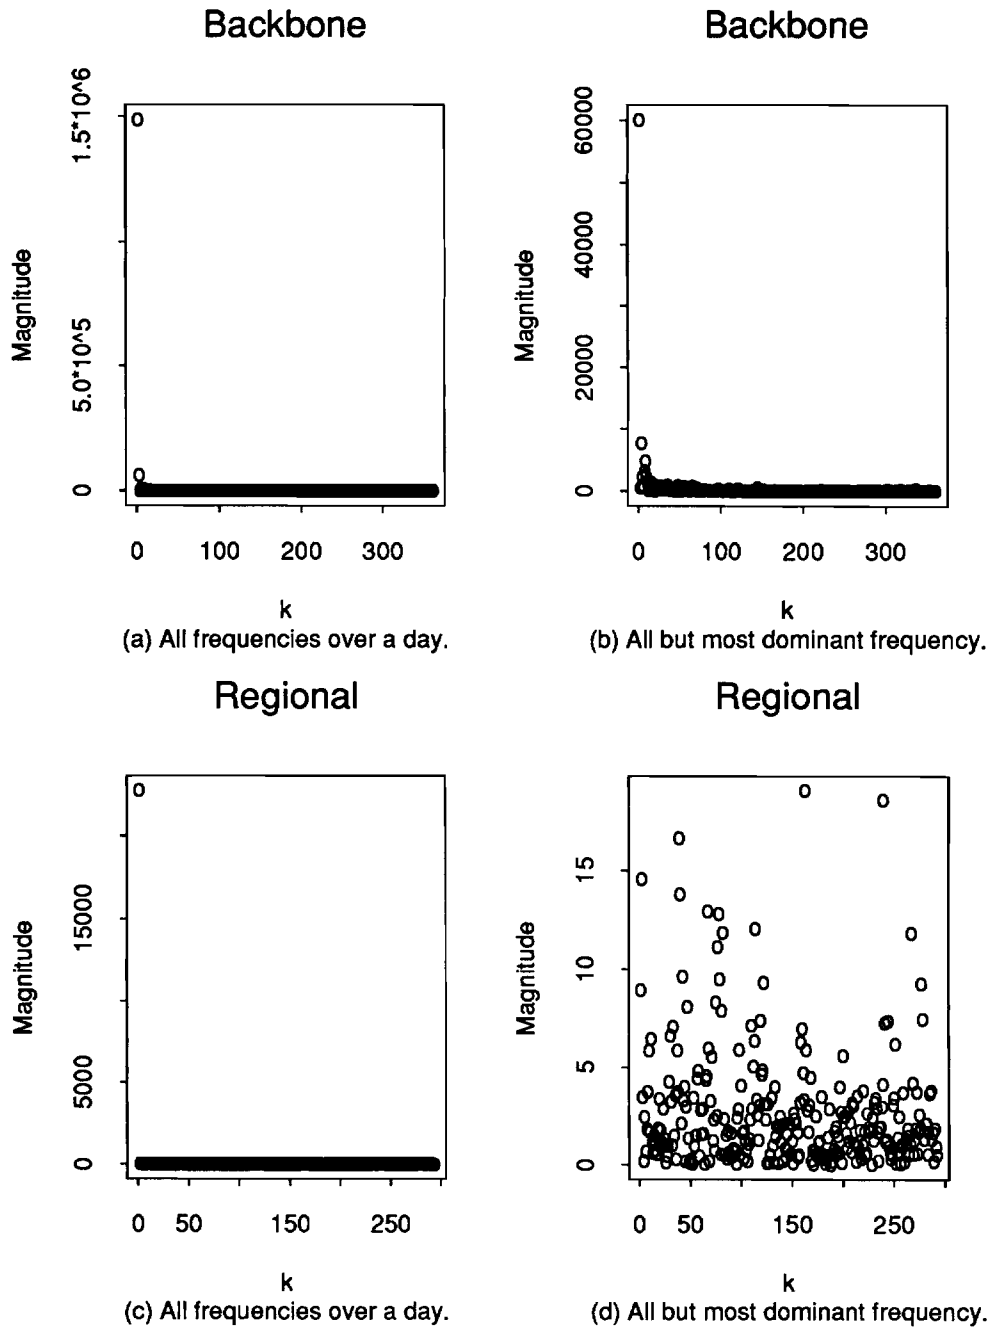 Backbone
Backbone
1.5*10^6
5.0*10^5
0
Magnitude
0 100 200 300
k
(a) All frequencies over a day.
60000
40000
20000
0
Magnitude
0 100 200 300
k
(b) All but most dominant frequency.
Regional
Regional
15000
5000
0
Magnitude
0 50 150 250
k
(c) All frequencies over a day.
15
10
5
0
Magnitude
0 50 150 250
k
(d) All but most dominant frequency.